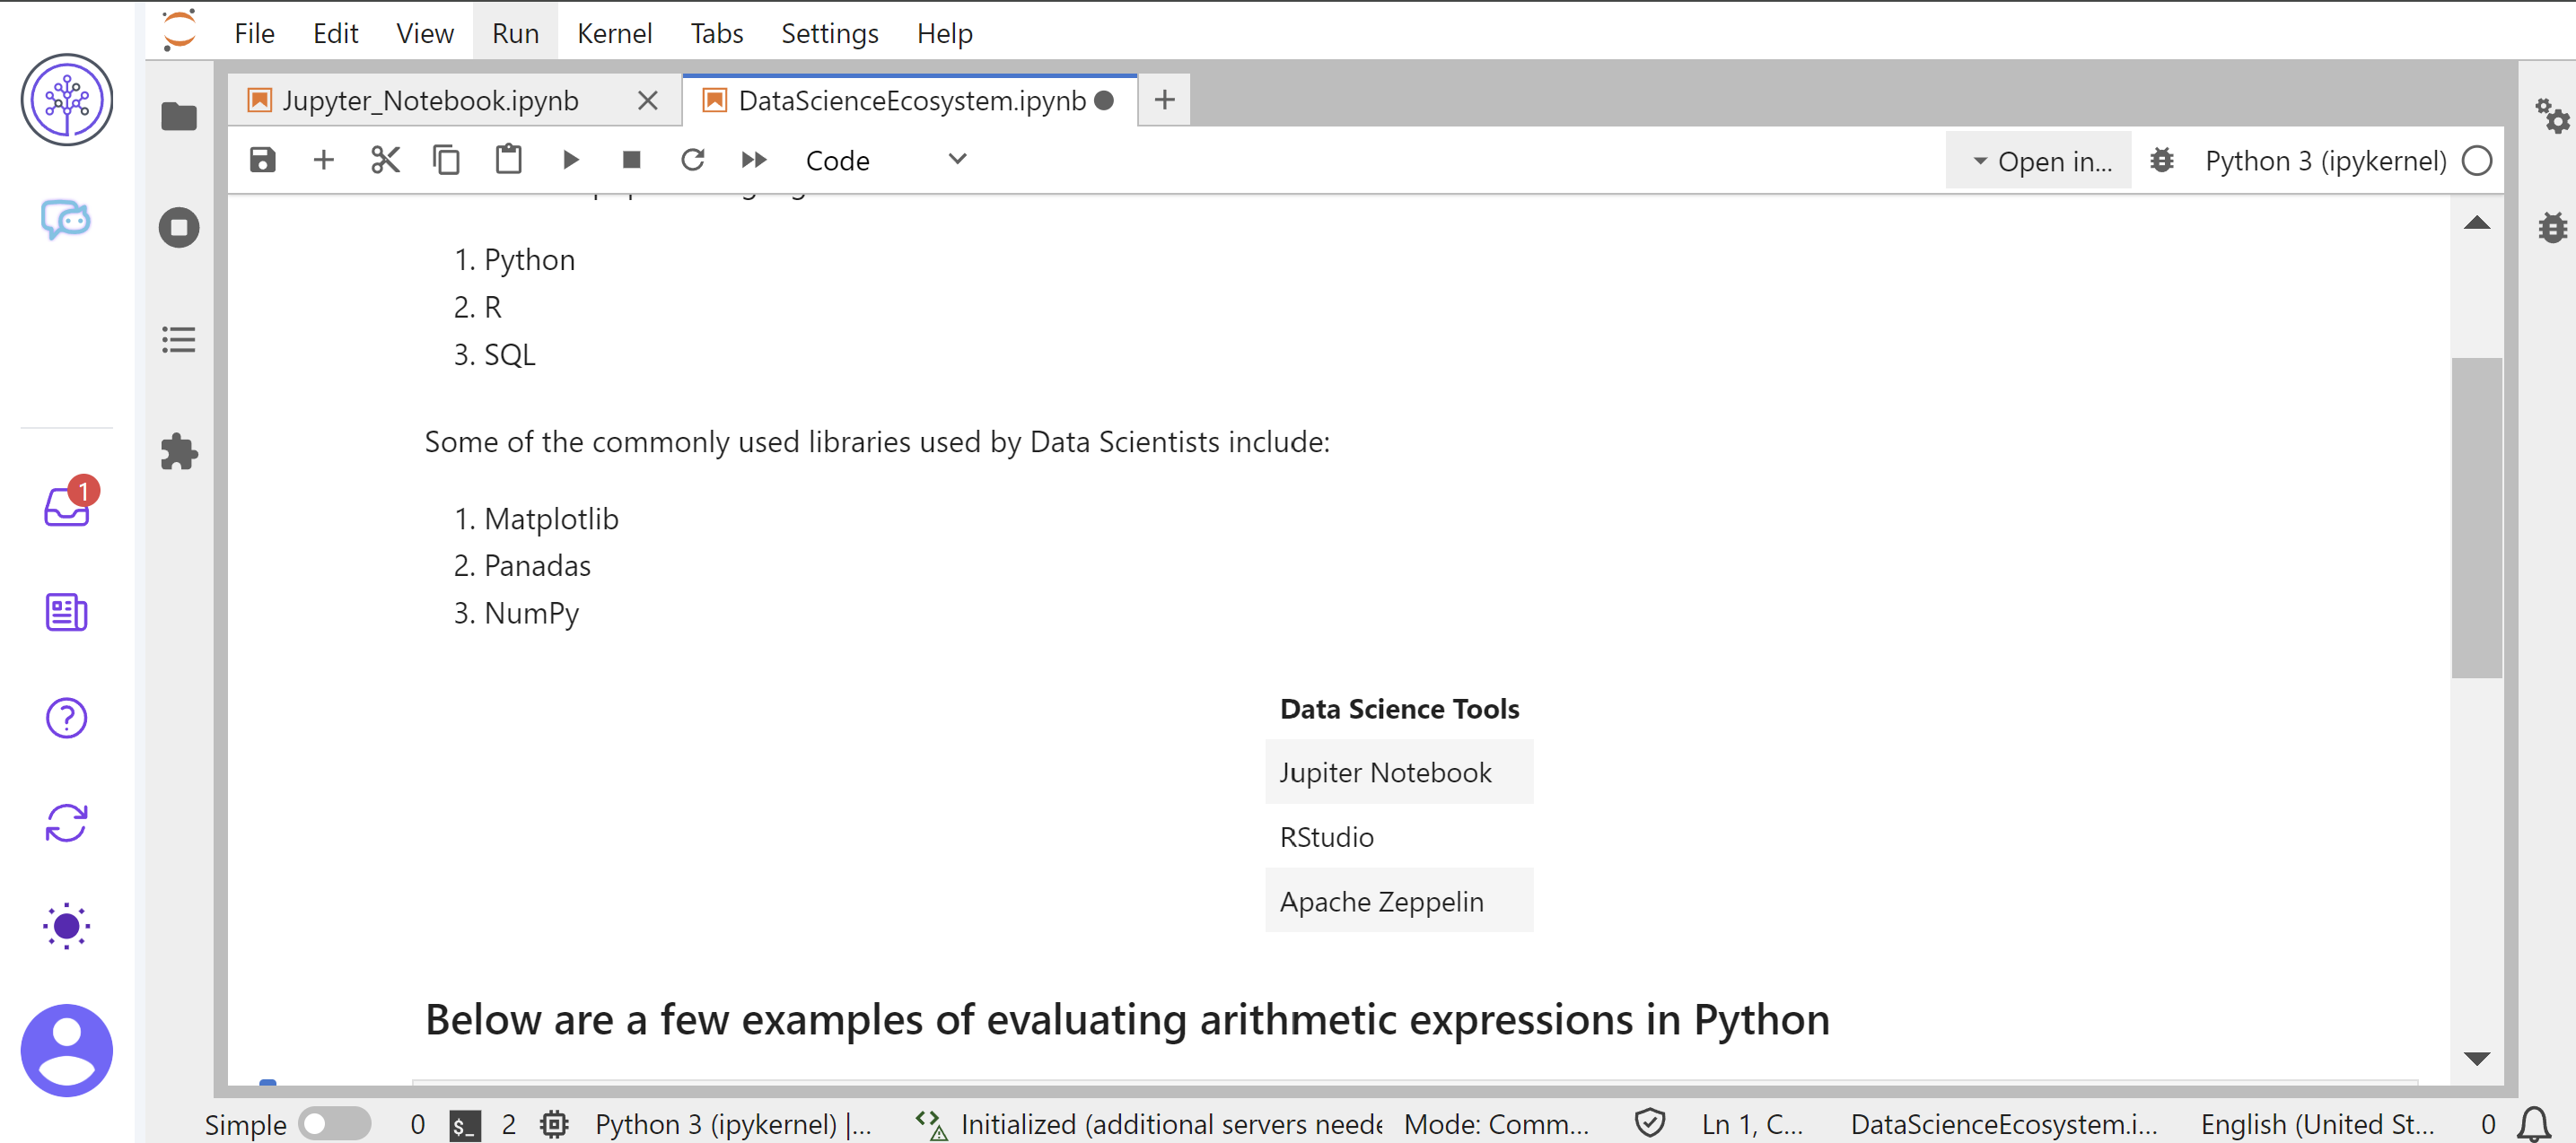 File Edit View Run Kernel Tabs Settings Help
Jupyter_Notebook.ipynb DataScienceEcosystem.ipynb
Code Open in... Python 3 (ipykernel)
1. Python
2. R
3. SQL
Some of the commonly used libraries used by Data Scientists include:
1. Matplotlib
2. Panadas
3. NumPy
Data Science Tools
Jupiter Notebook
RStudio
Apache Zeppelin
Below are a few examples of evaluating arithmetic expressions in Python
1
Simple 0 $_ 2 Python 3 (ipykernel) |... Initialized (additional servers neede Mode: Comm... Ln 1, C... DataScienceEcosystem.i... English (United St... 0